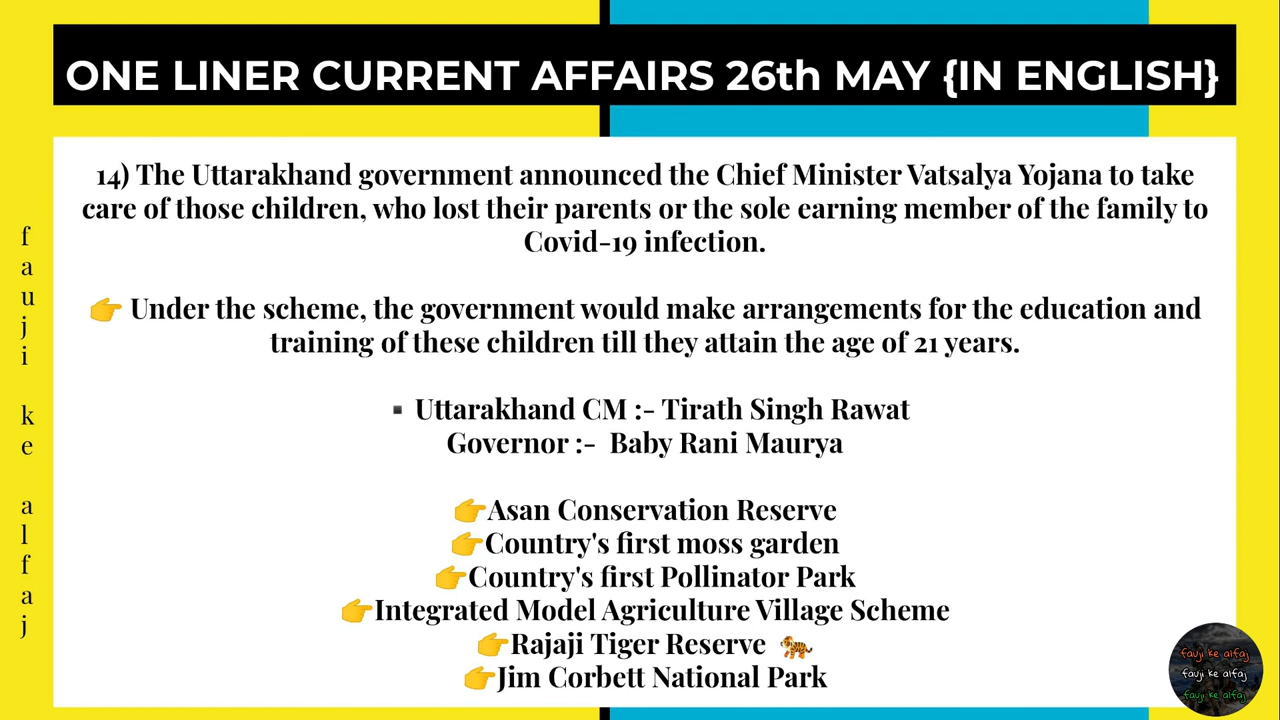 ONE LINER CURRENT AFFAIRS 26th MAY {IN ENGLISH}
14) The Uttarakhand government announced the Chief Minister Vatsalya Yojana to take
care of those children, who lost their parents or the sole earning member of the family to
Covid-19 infection.
👉 Under the scheme, the government would make arrangements for the education and
training of these children till they attain the age of 21 years.
▪ Uttarakhand CM :- Tirath Singh Rawat
Governor :- Baby Rani Maurya
👉Asan Conservation Reserve
👉Country's first moss garden
👉Country's first Pollinator Park
👉Integrated Model Agriculture Village Scheme
👉Rajaji Tiger Reserve 🐅
👉Jim Corbett National Park
fauji ke alfaj
fauji ke alfaj
fauji ke alfaj
fauji ke alfaj